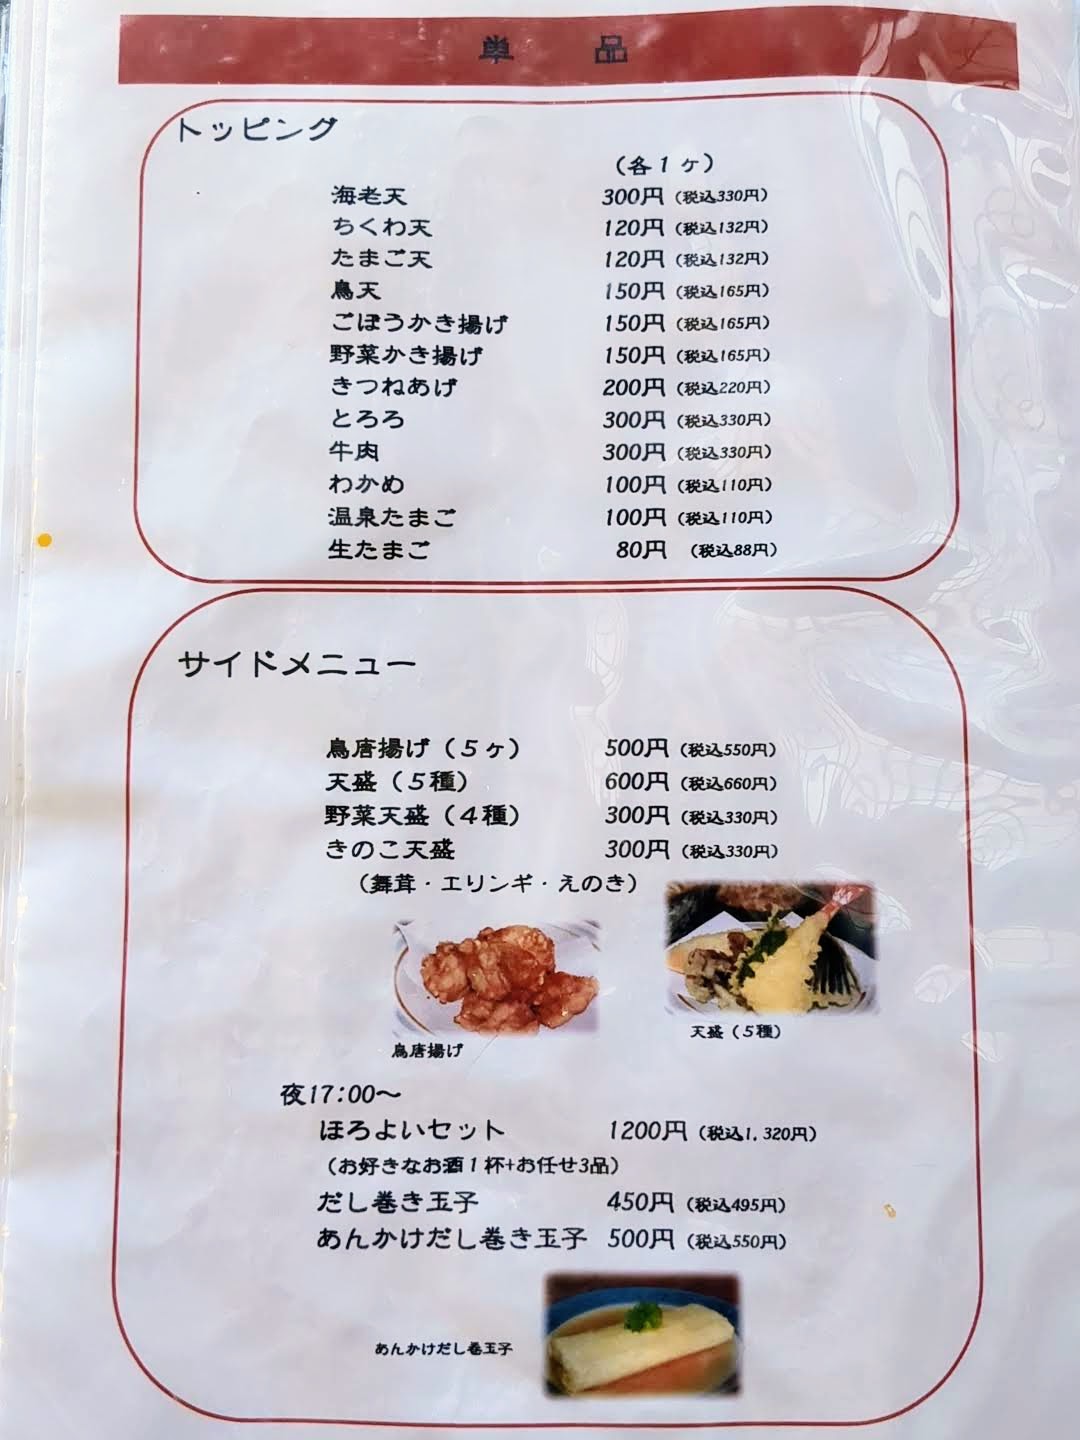 単品
トッピング
（各１ヶ）
海老天 300円（税込330円）
ちくわ天 120円（税込132円）
たまご天 120円（税込132円）
鳥天 150円（税込165円）
ごぼうかき揚げ 150円（税込165円）
野菜かき揚げ 150円（税込165円）
きつねあげ 200円（税込220円）
とろろ 300円（税込330円）
牛肉 300円（税込330円）
わかめ 100円（税込110円）
温泉たまご 100円（税込110円）
生たまご 80円（税込88円）
サイドメニュー
鳥唐揚げ（５ヶ） 500円（税込550円）
天盛（５種） 600円（税込660円）
野菜天盛（４種） 300円（税込330円）
きのこ天盛 300円（税込330円）
（舞茸・エリンギ・えのき）
天盛（５種）
鳥唐揚げ
夜17:00～
ほろよいセット 1200円（税込1,320円）
（お好きなお酒１杯+お任せ3品）
だし巻き玉子 450円（税込495円）
あんかけだし巻き玉子 500円（税込550円）
あんかけだし巻玉子